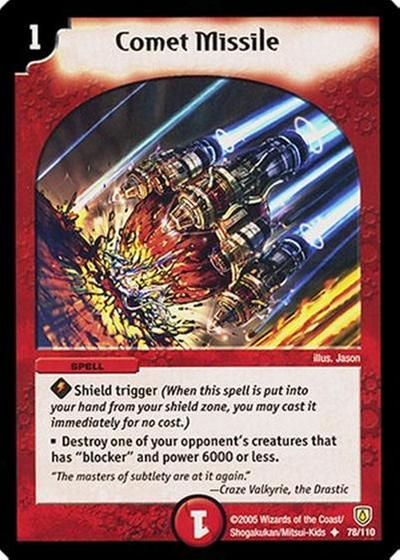 1
Comet Missile
illus. Jason
SPELL
Shield trigger (When this spell is put into
your hand from your shield zone, you may cast it
immediately for no cost.)
▪ Destroy one of your opponent's creatures that
has "blocker" and power 6000 or less.
"The masters of subtlety are at it again."
—Craze Valkyrie, the Drastic
1
©2005 Wizards of the Coast/
Shogakukan/Mitsui-Kids ♦ 78/110